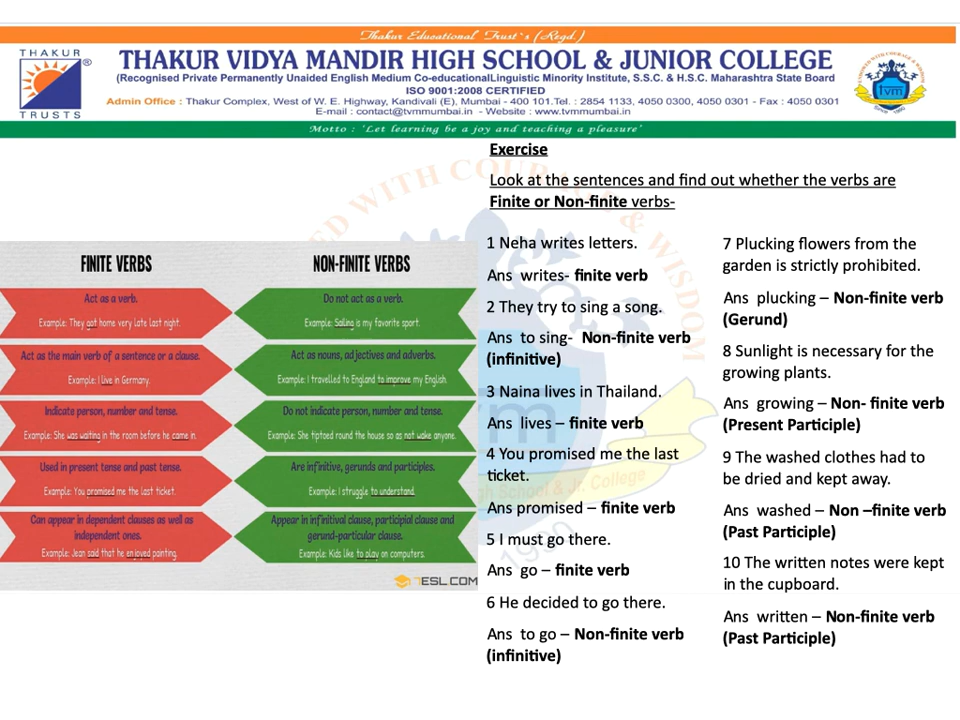 Thakur Educational Trust's (Regd.)
THAKUR
®
TRUSTS
THAKUR VIDYA MANDIR HIGH SCHOOL & JUNIOR COLLEGE
(Recognised Private Permanently Unaided English Medium Co-educationalLinguistic Minority Institute, S.S.C. & H.S.C. Maharashtra State Board
ISO 9001:2008 CERTIFIED
Admin Office : Thakur Complex, West of W. E. Highway, Kandivali (E), Mumbai - 400 101.Tel. : 2854 1133, 4050 0300, 4050 0301 - Fax : 4050 0301
E-mail : contact@tvmmumbai.in - Website : www.tvmmumbai.in
tvm
Motto : 'Let learning be a joy and teaching a pleasure'
FINITE VERBS
NON-FINITE VERBS
Act as a verb.
Example: They got home very late last night.
Do not act as a verb.
Example: Sailing is my favorite sport.
Act as the main verb of a sentence or a clause.
Example: I live in Germany.
Act as nouns, adjectives and adverbs.
Example: I travelled to England to improve my English.
Indicate person, number and tense.
Example: She was waiting in the room before he came in.
Do not indicate person, number and tense.
Example: She tiptoed round the house so as not wake anyone.
Used in present tense and past tense.
Example: You promised me the last ticket.
Are infinitive, gerunds and participles.
Example: I struggle to understand.
Can appear in dependent clauses as well as
independent ones.
Example: Jean said that he enjoyed painting.
Appear in infinitival clause, participial clause and
gerund-particular clause.
Example: Kids like to play on computers.
7ESL.COM
Exercise
Look at the sentences and find out whether the verbs are
Finite or Non-finite verbs-
1 Neha writes letters.
Ans writes- finite verb
2 They try to sing a song.
Ans to sing- Non-finite verb
(infinitive)
3 Naina lives in Thailand.
Ans lives – finite verb
4 You promised me the last
ticket.
Ans promised – finite verb
5 I must go there.
Ans go – finite verb
6 He decided to go there.
Ans to go – Non-finite verb
(infinitive)
7 Plucking flowers from the
garden is strictly prohibited.
Ans plucking – Non-finite verb
(Gerund)
8 Sunlight is necessary for the
growing plants.
Ans growing – Non- finite verb
(Present Participle)
9 The washed clothes had to
be dried and kept away.
Ans washed – Non –finite verb
(Past Participle)
10 The written notes were kept
in the cupboard.
Ans written – Non-finite verb
(Past Participle)